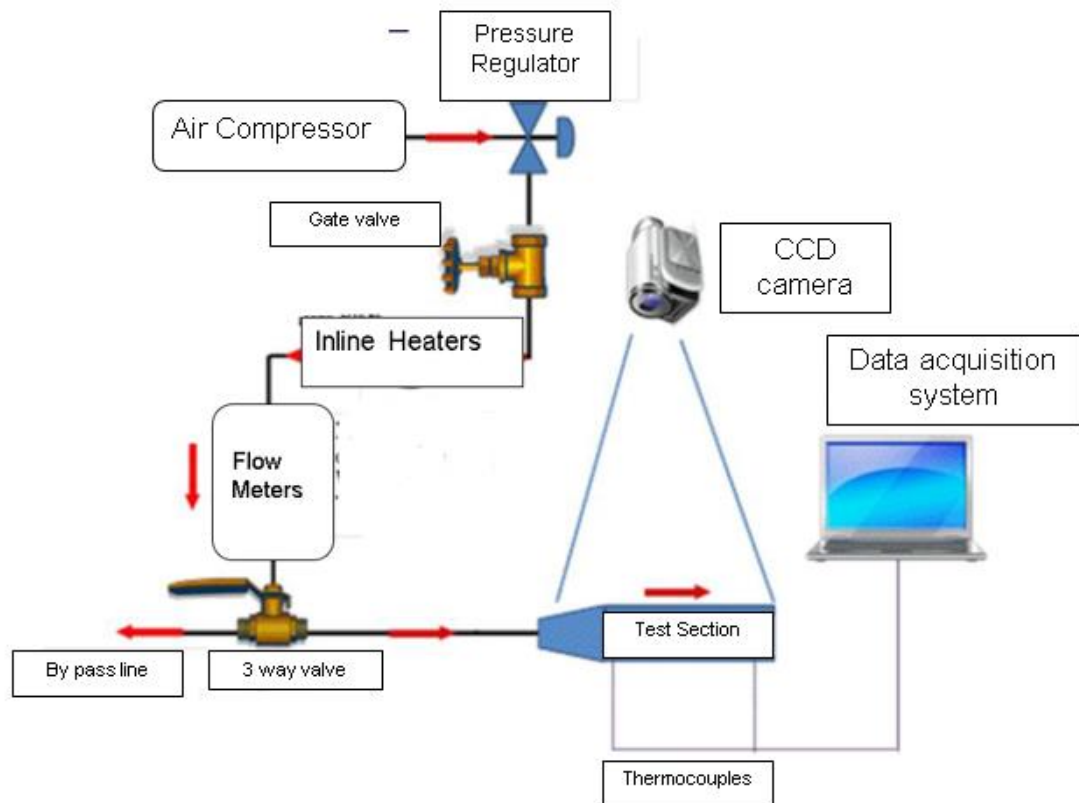 Pressure
Regulator
Air Compressor
Gate valve
CCD
camera
Inline Heaters
Data acquisition
system
Flow
Meters
Test Section
By pass line
3 way valve
Thermocouples